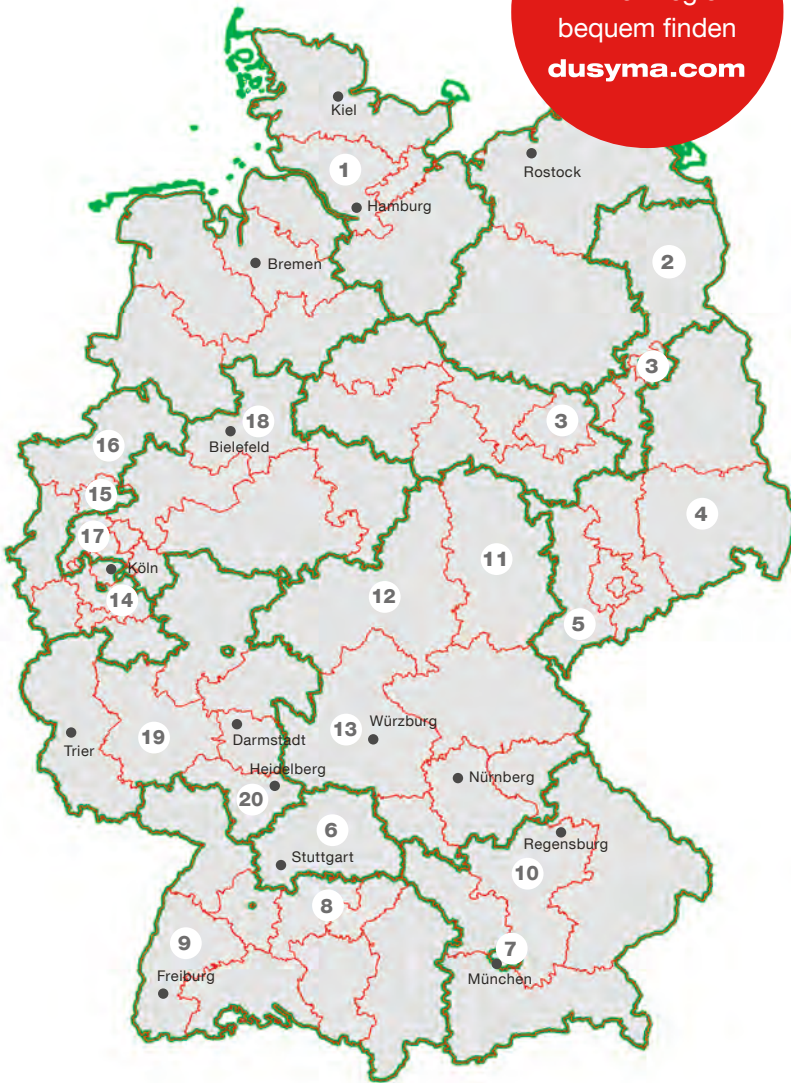 bequem finden
dusyma.com
Kiel
1
Rostock
Hamburg
Bremen
2
3
3
18
Bielefeld
16
15
17
4
Köln
11
14
12
5
13
Würzburg
19
Trier
Darmstadt
Heidelberg
Nürnberg
20
6
Regensburg
Stuttgart
10
8
9
7
Freiburg
München